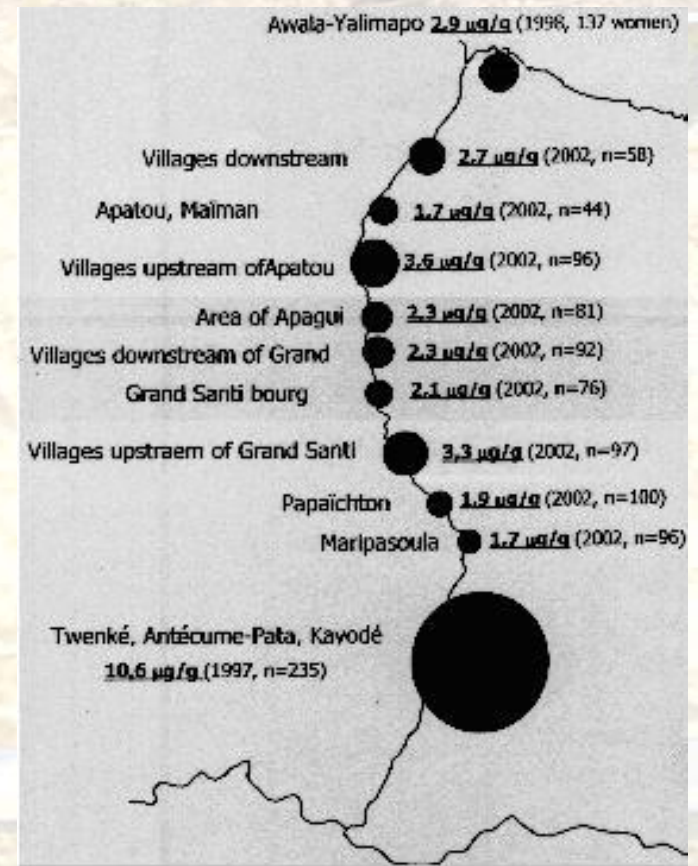 Awala-Yalimapo 2.9 µg/g (1998, 137 women)
Villages downstream 2.7 µg/g (2002, n=58)
Apatou, Maïman 1.7 µg/g (2002, n=44)
Villages upstream ofApatou 3.6 µg/g (2002, n=96)
Area of Apagui 2.3 µg/g (2002, n=81)
Villages downstream of Grand 2.3 µg/g (2002, n=92)
Grand Santi bourg 2.1 µg/g (2002, n=76)
Villages upstraem of Grand Santi 3,3 µg/g (2002, n=97)
Papaïchton 1.9 µg/g (2002, n=100)
Maripasoula 1.7 µg/g (2002, n=96)
Twenké, Antécume-Pata, Kavodé
10,6 µg/g (1997, n=235)